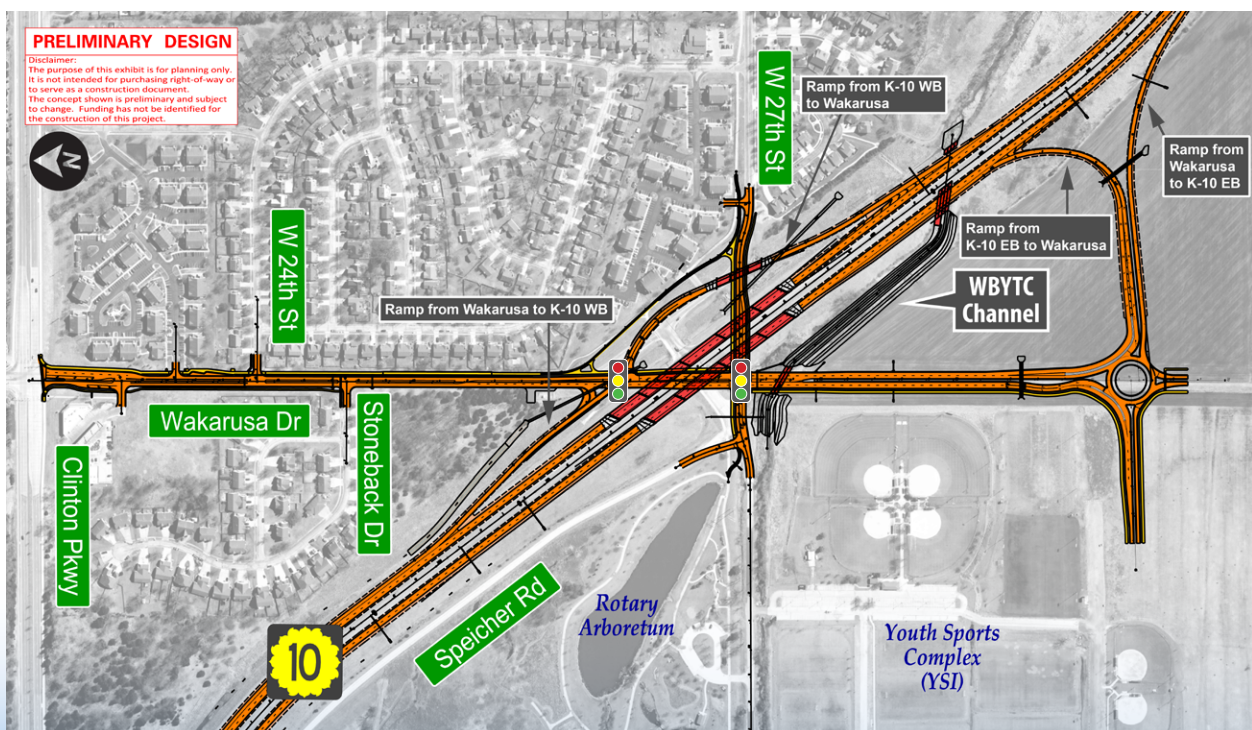 PRELIMINARY DESIGN
Disclaimer:
The purpose of this exhibit is for planning only.
It is not intended for purchasing right-of-way or
to serve as a construction document.
The concept shown is preliminary and subject
to change. Funding has not be identified for
the construction of this project.
N
W 27th St
Ramp from K-10 WB
to Wakarusa
Ramp from
Wakarusa
to K-10 EB
Ramp from
K-10 EB to Wakarusa
W 24th St
WBYTC
Channel
Ramp from Wakarusa to K-10 WB
Wakarusa Dr
Stoneback Dr
Clinton Pkwy
Speicher Rd
10
Rotary
Arboretum
Youth Sports
Complex
(YSI)